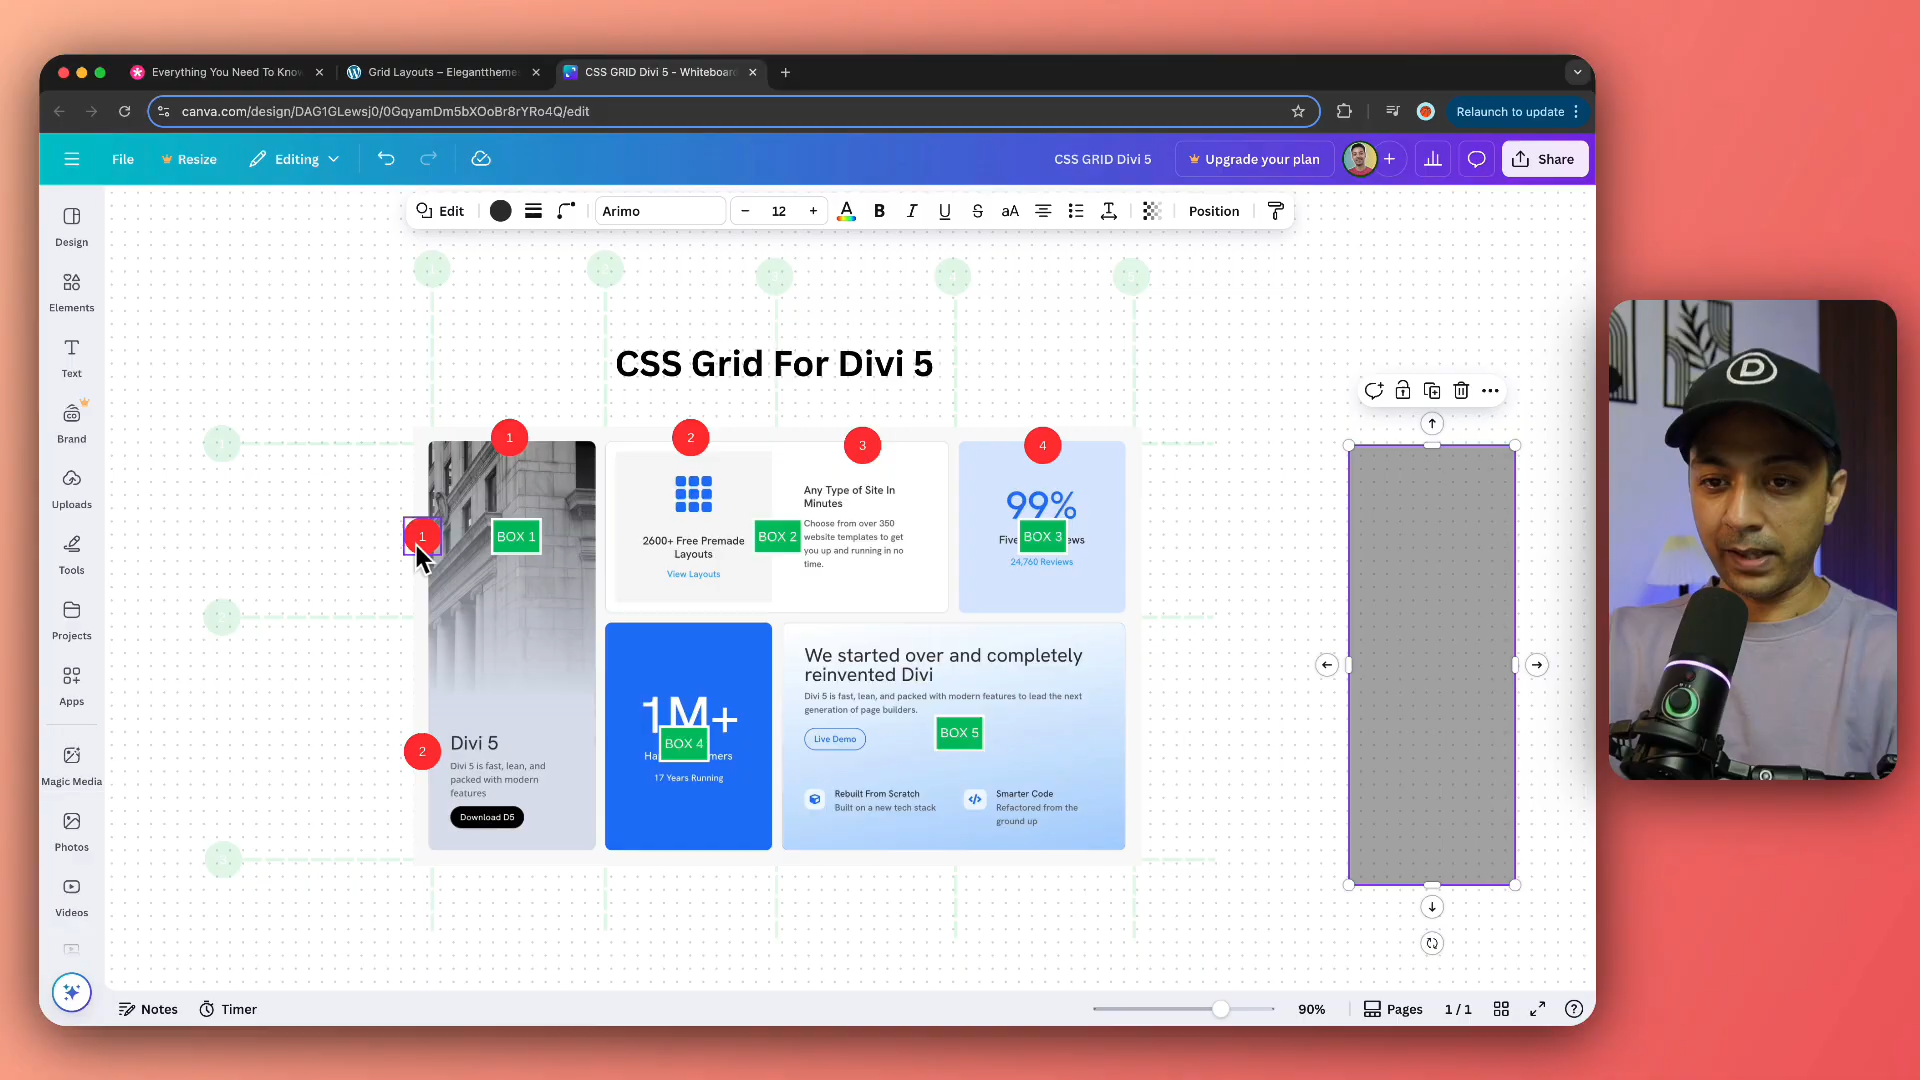 Everything You Need To Kno
Grid Layouts – Eleganttheme
CSS GRID Divi 5 - Whiteboard
canva.com/design/DAG1GLewsj0/0GqyamDm5bXOoBr8rYRo4Q/edit
Relaunch to update
File
Resize
Editing
CSS GRID Divi 5
Upgrade your plan
Share
Edit
Arimo
12
Position
Design
Elements
Text
Brand
Uploads
Tools
Projects
Apps
Magic Media
Photos
Videos
CSS Grid For Divi 5
1
2
3
4
1
2
BOX 1
BOX 2
BOX 3
BOX 4
BOX 5
2600+ Free Premade
Layouts
View Layouts
Any Type of Site In
Minutes
Choose from over 350
website templates to get
you up and running in no
time.
99%
24,760 Reviews
Divi 5
Divi 5 is fast, lean, and
packed with modern
features
Download D5
1M+
17 Years Running
We started over and completely
reinvented Divi
Divi 5 is fast, lean, and packed with modern features to lead the next
generation of page builders.
Live Demo
Rebuilt From Scratch
Built on a new tech stack
Smarter Code
Refactored from the
ground up
Notes
Timer
90%
Pages
1 / 1